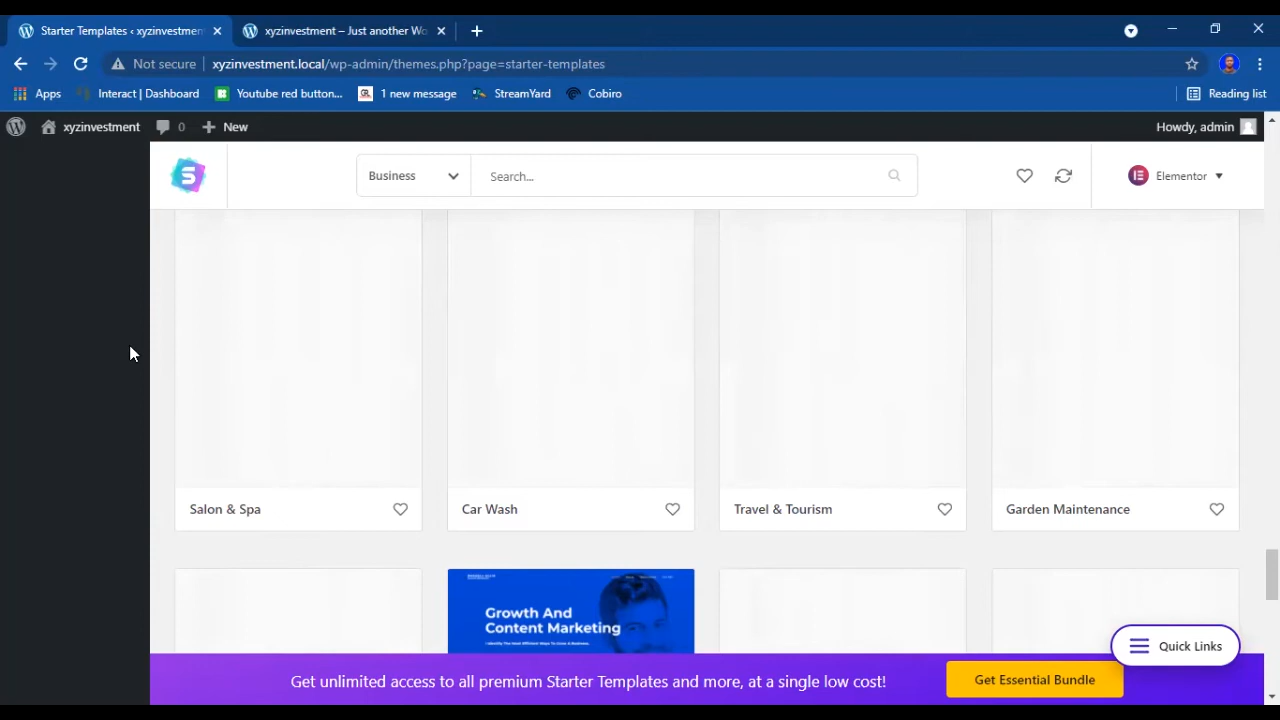 Starter Templates ‹ xyzinvestmen
xyzinvestment – Just another Wo
Not secure
xyzinvestment.local/wp-admin/themes.php?page=starter-templates
Apps
Interact | Dashboard
Youtube red button...
1 new message
StreamYard
Cobiro
Reading list
xyzinvestment
0
New
Howdy, admin
Business
Search...
Elementor
Salon & Spa
Car Wash
Travel & Tourism
Garden Maintenance
Growth And
Content Marketing
Quick Links
Get unlimited access to all premium Starter Templates and more, at a single low cost!
Get Essential Bundle